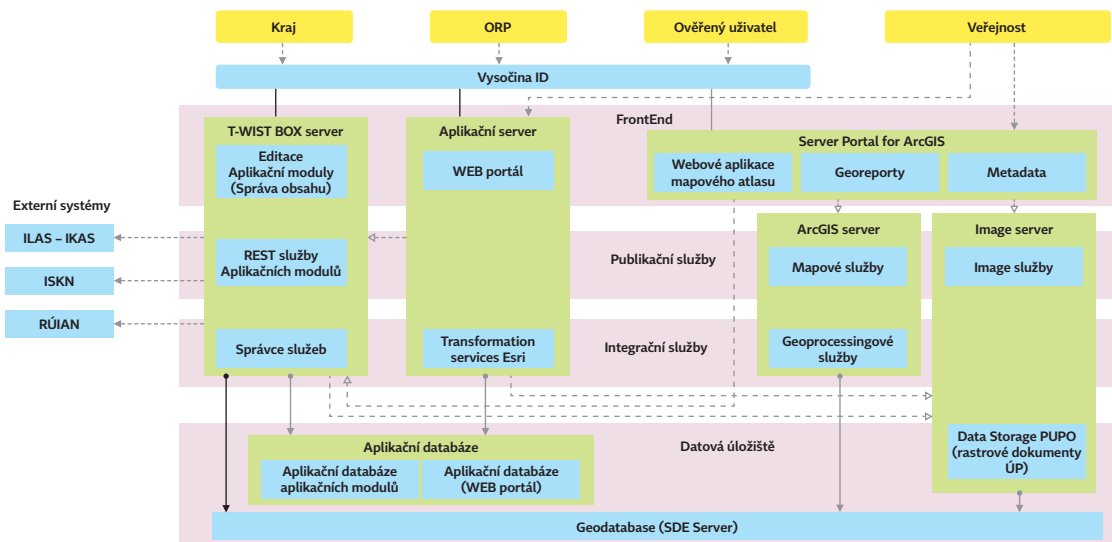 Kraj
ORP
Ověřený uživatel
Veřejnost
Vysočina ID
FrontEnd
T-WIST BOX server
Aplikační server
Server Portal for ArcGIS
Editace
Aplikační moduly
(Správa obsahu)
WEB portál
Webové aplikace
mapového atlasu
Georeporty
Metadata
Externí systémy
ILAS – IKAS
ISKN
RÚIAN
REST služby
Aplikačních modulů
Publikační služby
ArcGIS server
Mapové služby
Image server
Image služby
Správce služeb
Transformation
services Esri
Integrační služby
Geoprocessingové
služby
Aplikační databáze
Aplikační databáze
aplikačních modulů
Aplikační databáze
(WEB portál)
Datová úložiště
Data Storage PUPO
(rastrové dokumenty
ÚP)
Geodatabase (SDE Server)